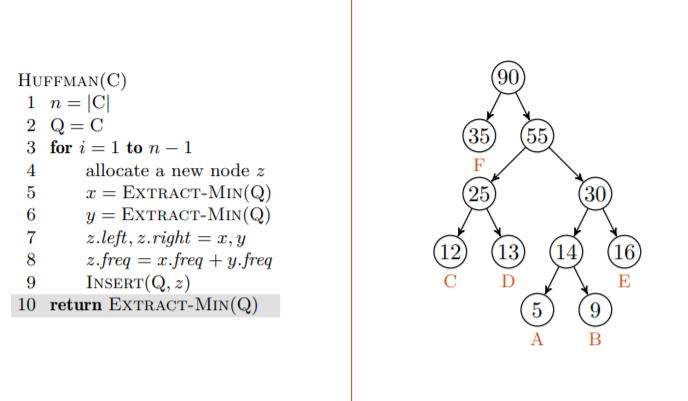 HUFFMAN(C)
1 n = |C|
2 Q = C
3 for i = 1 to n − 1
4 allocate a new node z
5 x = EXTRACT-MIN(Q)
6 y = EXTRACT-MIN(Q)
7 z.left, z.right = x, y
8 z.freq = x.freq + y.freq
9 INSERT(Q, z)
10 return EXTRACT-MIN(Q)
90
35 55
F
25 30
12 13 14 16
C D E
5 9
A B